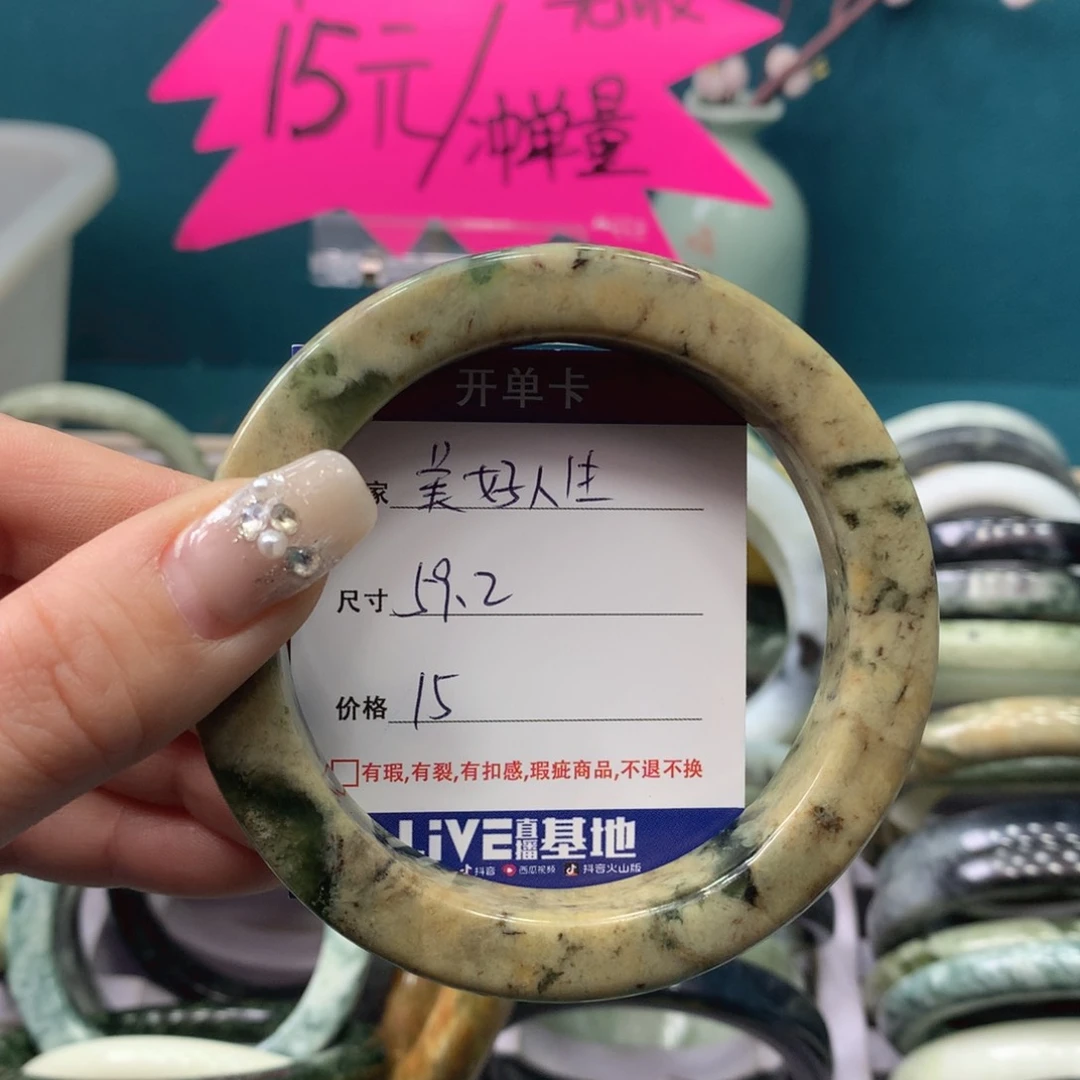 15元/冲单量
开单卡
家 美好人生
尺寸 59.2
价格 15
有瑕,有裂,有扣感,瑕疵商品,不退不换
LiVE直播基地
抖音 西瓜视频 抖音火山版